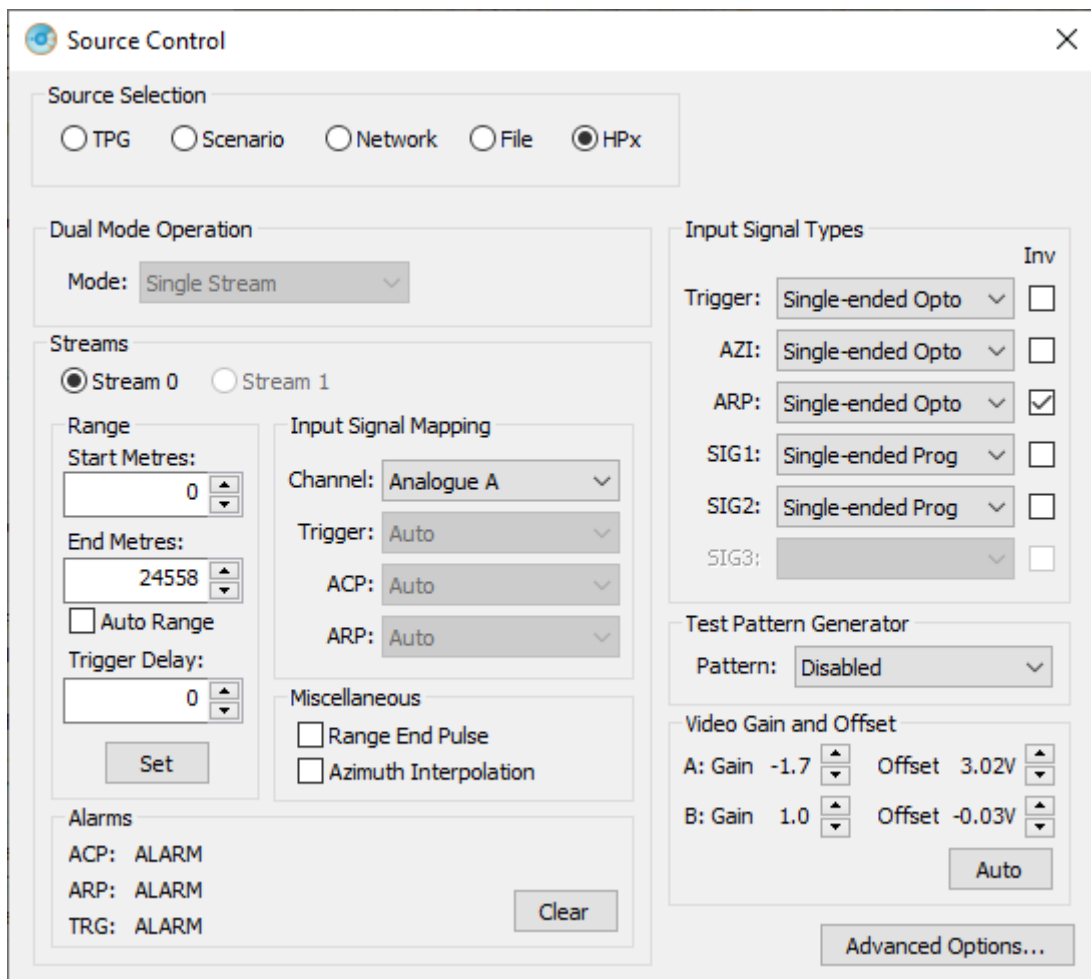 Source Control
Source Selection
TPG Scenario Network File HPx
Dual Mode Operation
Mode: Single Stream
Streams
Stream 0 Stream 1
Range
Start Metres:
0
End Metres:
24558
Auto Range
Trigger Delay:
0
Set
Input Signal Mapping
Channel: Analogue A
Trigger: Auto
ACP: Auto
ARP: Auto
Miscellaneous
Range End Pulse
Azimuth Interpolation
Alarms
ACP: ALARM
ARP: ALARM
TRG: ALARM
Clear
Input Signal Types
Inv
Trigger: Single-ended Opto
AZI: Single-ended Opto
ARP: Single-ended Opto
SIG1: Single-ended Prog
SIG2: Single-ended Prog
SIG3:
Test Pattern Generator
Pattern: Disabled
Video Gain and Offset
A: Gain -1.7 Offset 3.02V
B: Gain 1.0 Offset -0.03V
Auto
Advanced Options...